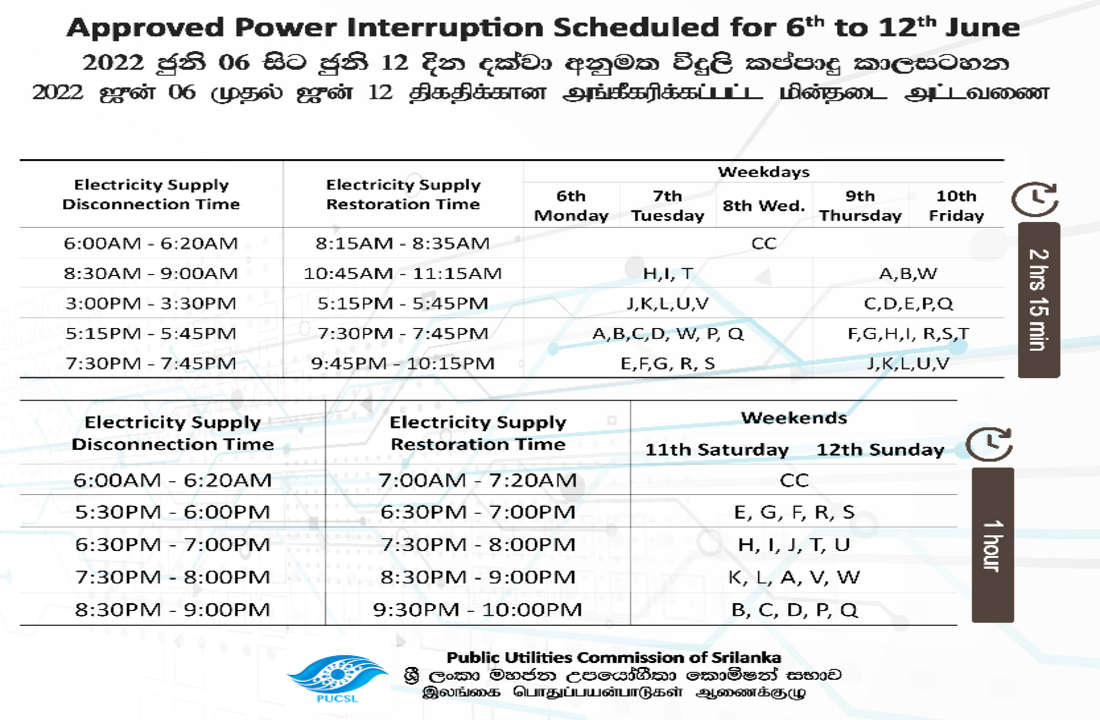 Approved Power Interruption Scheduled for 6th to 12th June
2022 ජුනි 06 සිට ජුනි 12 දින දක්වා අනුමත විදුලි කප්පාදු කාලසටහන
2022 ஜுன் 06 முதல் ஜுன் 12 திகதிக்கான அங்கீகரிக்கப்பட்ட மின்தடை அட்டவணை
Electricity Supply Disconnection Time
Electricity Supply Restoration Time
Weekdays
6th Monday
7th Tuesday
8th Wed.
9th Thursday
10th Friday
6:00AM - 6:20AM 8:15AM - 8:35AM CC
8:30AM - 9:00AM 10:45AM - 11:15AM H,I, T A,B,W
3:00PM - 3:30PM 5:15PM - 5:45PM J,K,L,U,V C,D,E,P,Q
5:15PM - 5:45PM 7:30PM - 7:45PM A,B,C,D, W, P, Q F,G,H,I, R,S,T
7:30PM - 7:45PM 9:45PM - 10:15PM E,F,G, R, S J,K,L,U,V
2 hrs 15 min
Electricity Supply Disconnection Time
Electricity Supply Restoration Time
Weekends
11th Saturday 12th Sunday
6:00AM - 6:20AM 7:00AM - 7:20AM CC
5:30PM - 6:00PM 6:30PM - 7:00PM E, G, F, R, S
6:30PM - 7:00PM 7:30PM - 8:00PM H, I, J, T, U
7:30PM - 8:00PM 8:30PM - 9:00PM K, L, A, V, W
8:30PM - 9:00PM 9:30PM - 10:00PM B, C, D, P, Q
1 hour
Public Utilities Commission of Srilanka
ශ්‍රී ලංකා මහජන උපයෝගීතා කොමිෂන් සභාව
இலங்கை பொதுப்பயன்பாடுகள் ஆணைக்குழு
PUCSL